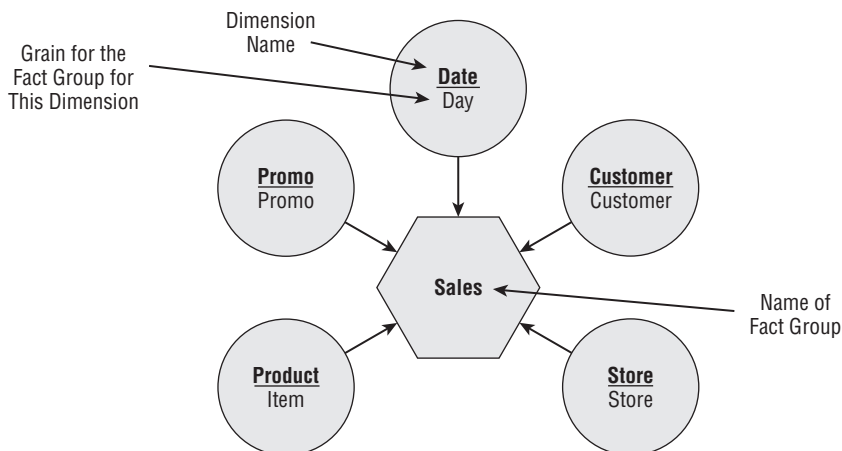 Dimension
Name
Grain for the
Fact Group for
This Dimension
Date
Day
Promo
Promo
Customer
Customer
Sales
Name of
Fact Group
Product
Item
Store
Store